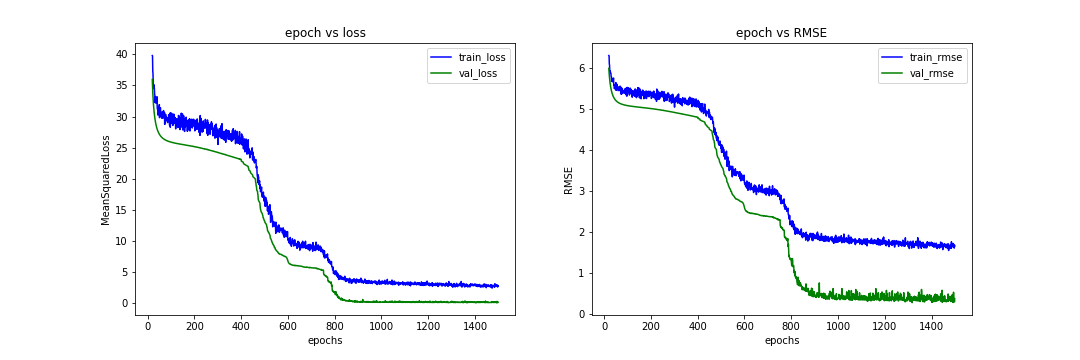 epoch vs loss
MeanSquaredLoss
40
35
30
25
20
15
10
5
0
train_loss
val_loss
0 200 400 600 800 1000 1200 1400
epochs
epoch vs RMSE
RMSE
6
5
4
3
2
1
0
train_rmse
val_rmse
0 200 400 600 800 1000 1200 1400
epochs